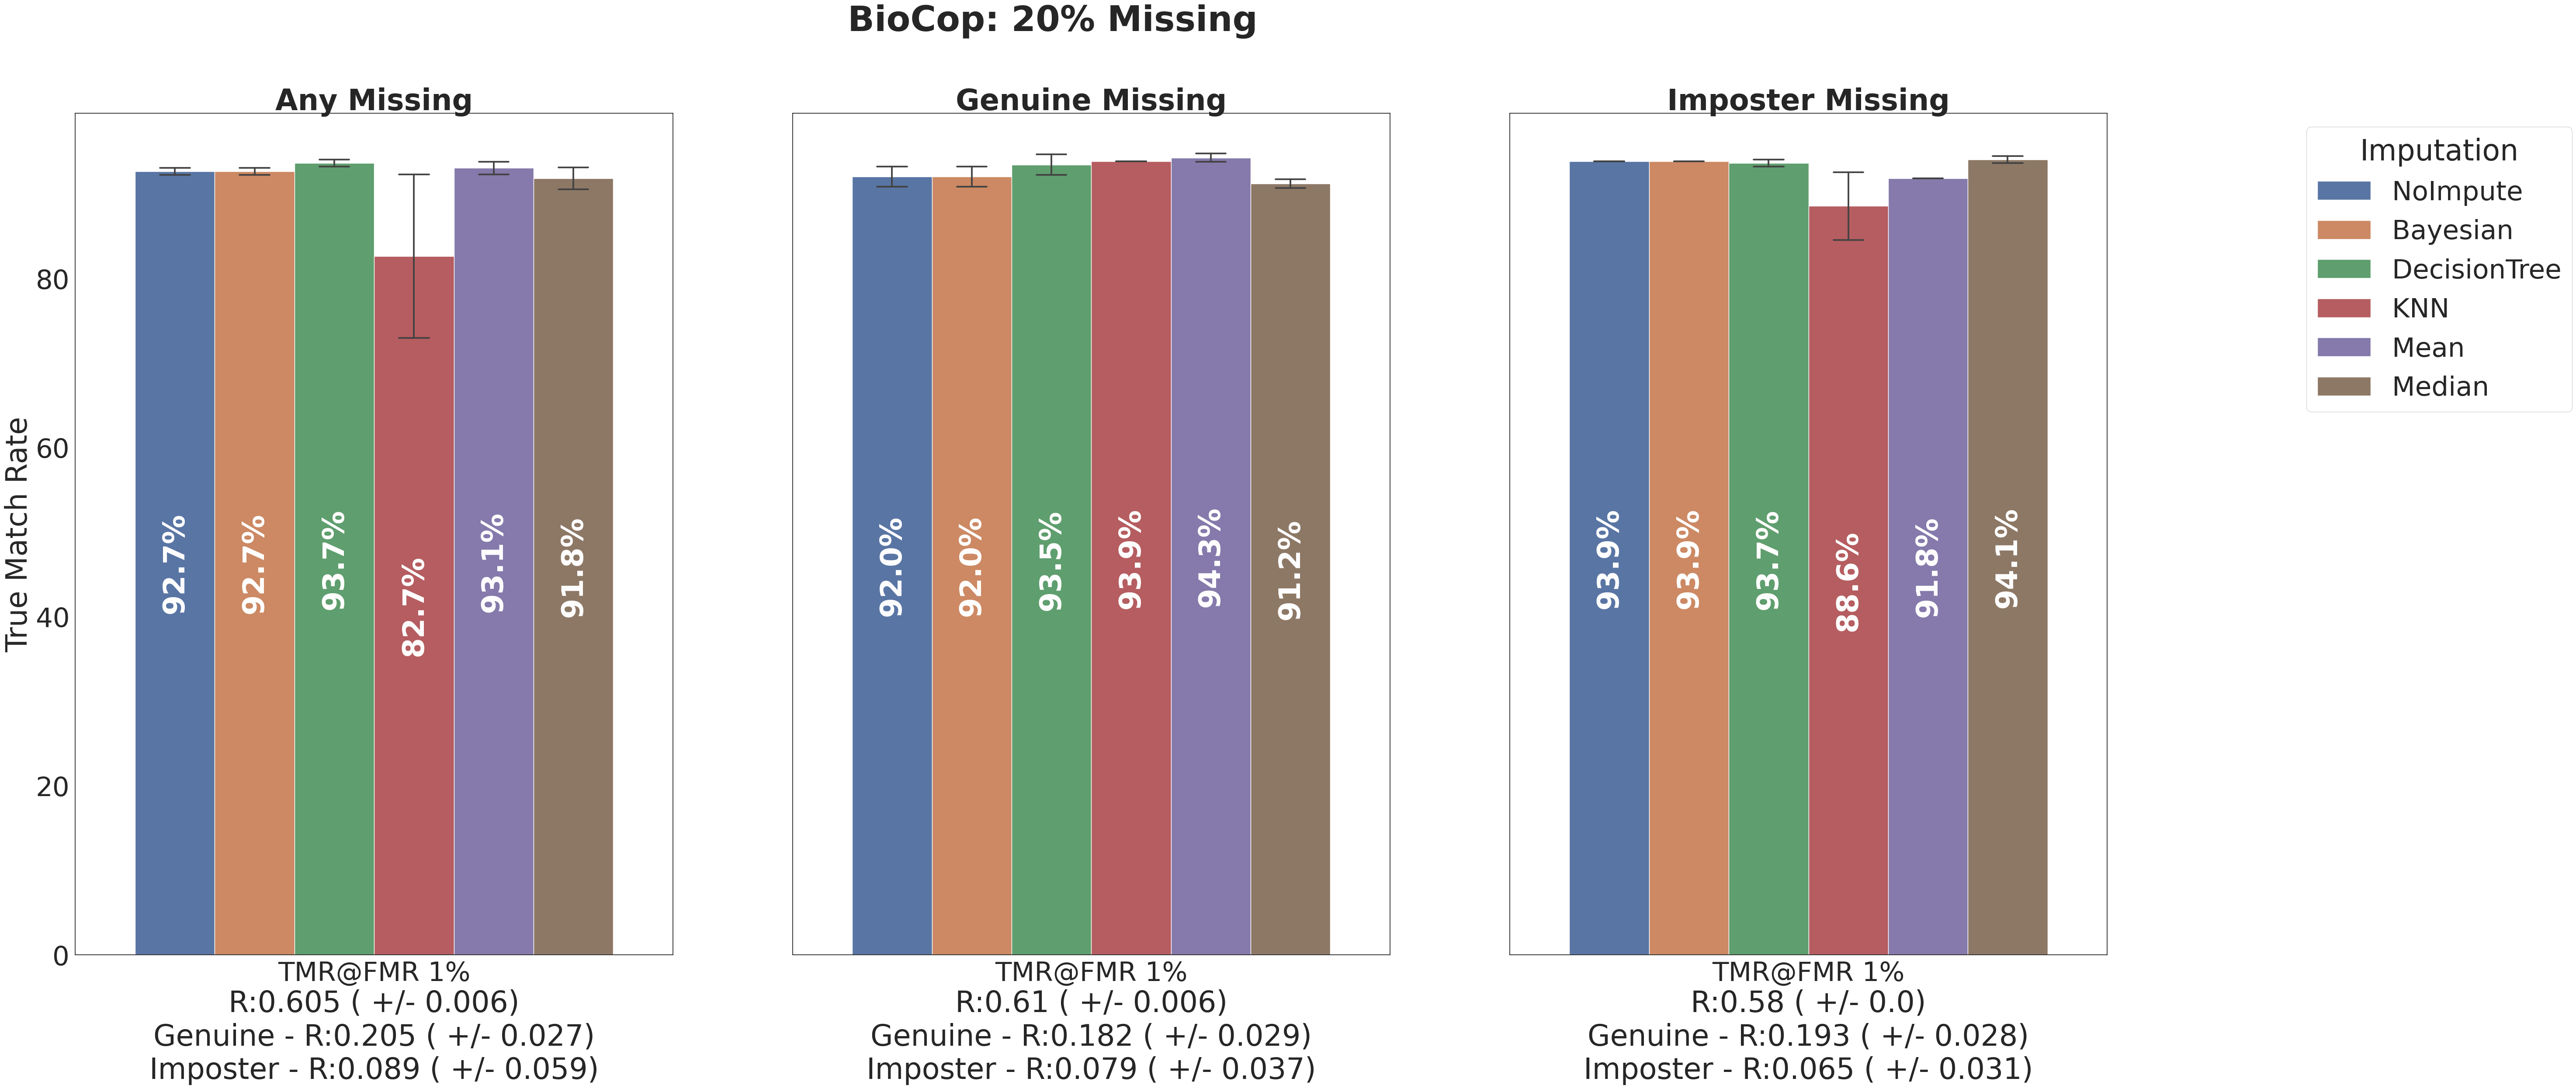 BioCop: 20% Missing
Any Missing
Genuine Missing
Imposter Missing
True Match Rate
80
60
40
20
0
92.7%
92.7%
93.7%
82.7%
93.1%
91.8%
92.0%
92.0%
93.5%
93.9%
94.3%
91.2%
93.9%
93.9%
93.7%
88.6%
91.8%
94.1%
TMR@FMR 1%
R:0.605 ( +/- 0.006)
Genuine - R:0.205 ( +/- 0.027)
Imposter - R:0.089 ( +/- 0.059)
TMR@FMR 1%
R:0.61 ( +/- 0.006)
Genuine - R:0.182 ( +/- 0.029)
Imposter - R:0.079 ( +/- 0.037)
TMR@FMR 1%
R:0.58 ( +/- 0.0)
Genuine - R:0.193 ( +/- 0.028)
Imposter - R:0.065 ( +/- 0.031)
Imputation
NoImpute
Bayesian
DecisionTree
KNN
Mean
Median